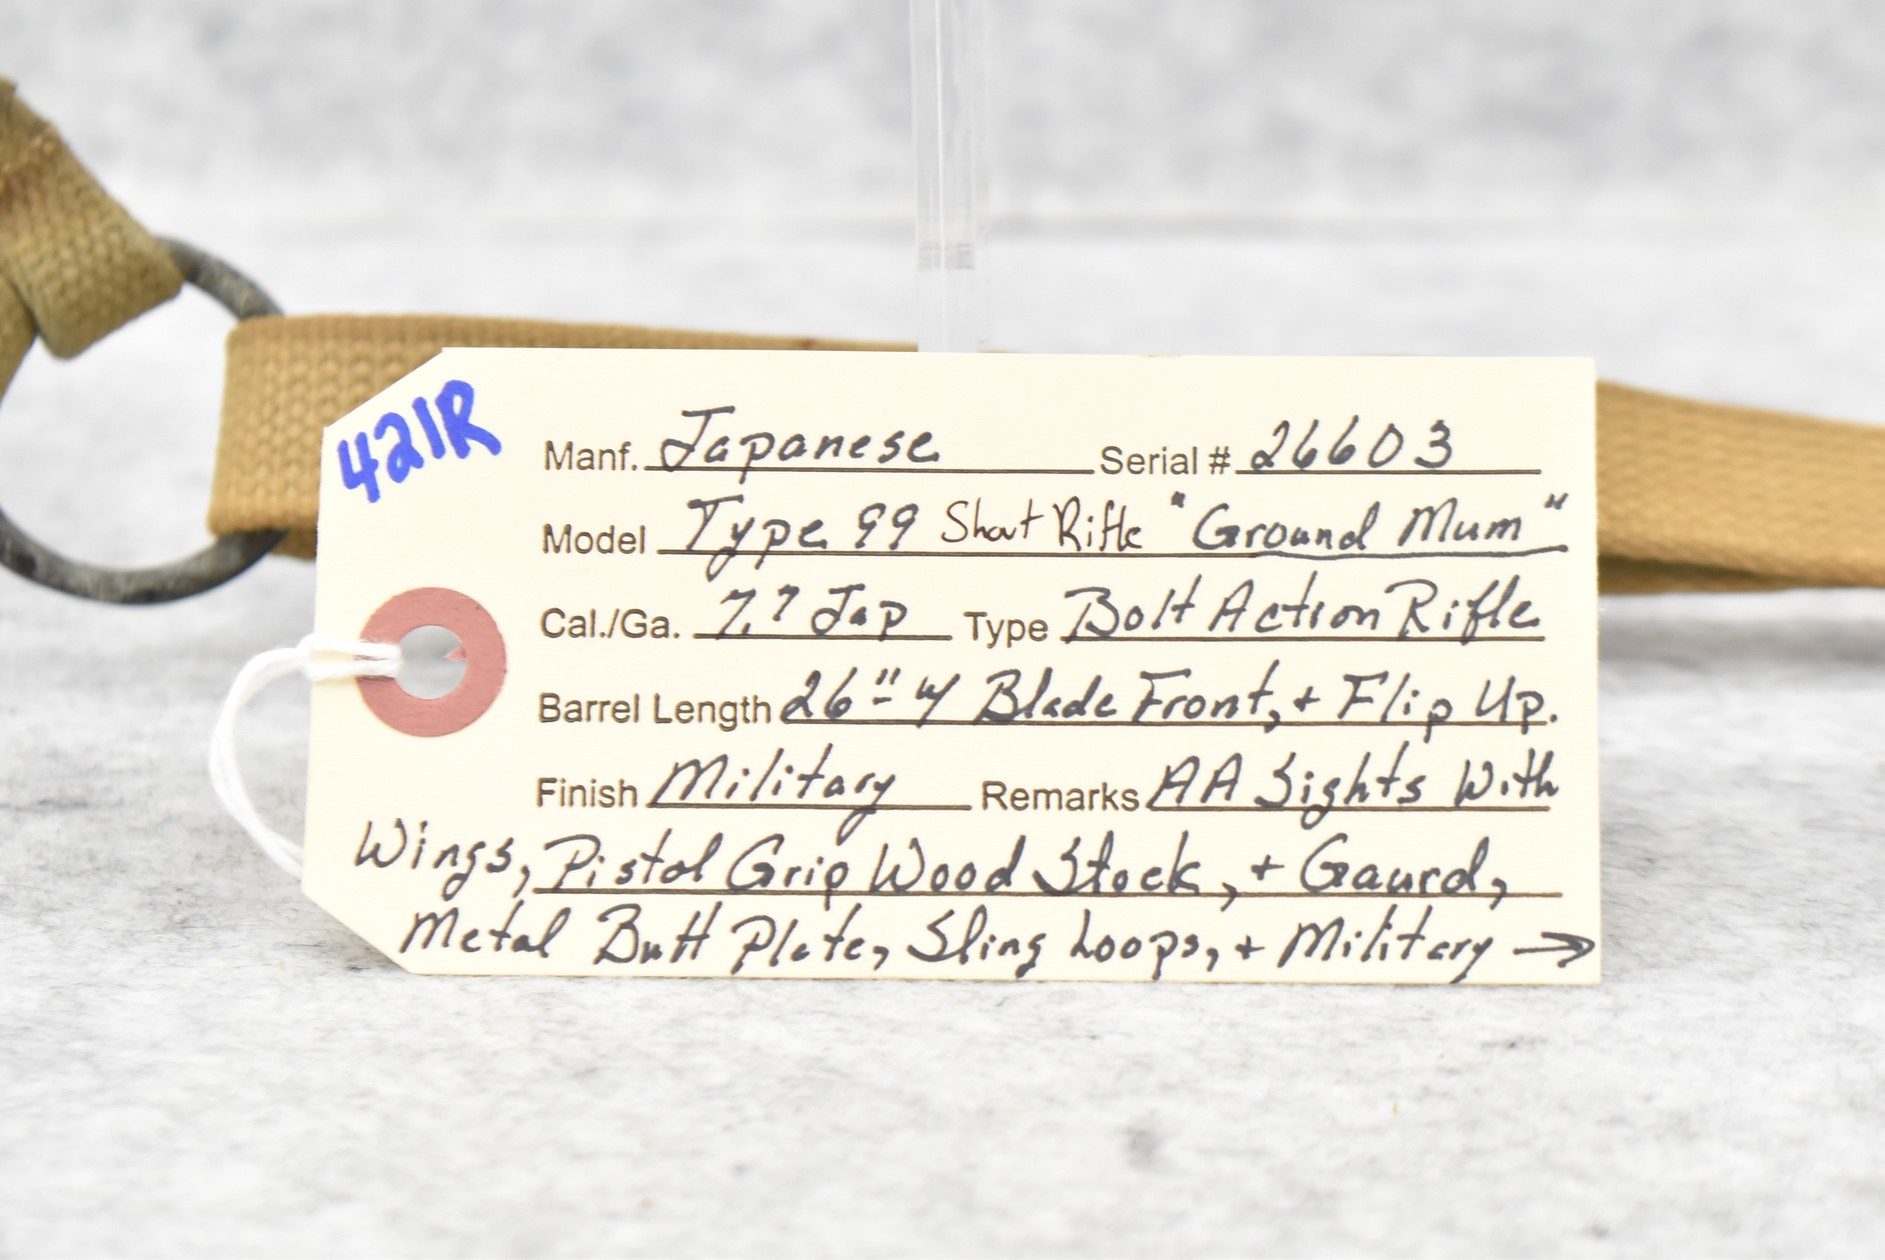 421R
Manf. Japanese Serial # 26603
Model Type 99 Short Rifle "Ground Mum"
Cal./Ga. 7.7 Jap Type Bolt Action Rifle
Barrel Length 26" w/ Blade Front, + Flip Up.
Finish Military Remarks AA Sights With
Wings, Pistol Grip Wood Stock, + Gaurd,
Metal Butt Plate, Sling Loops, + Military →